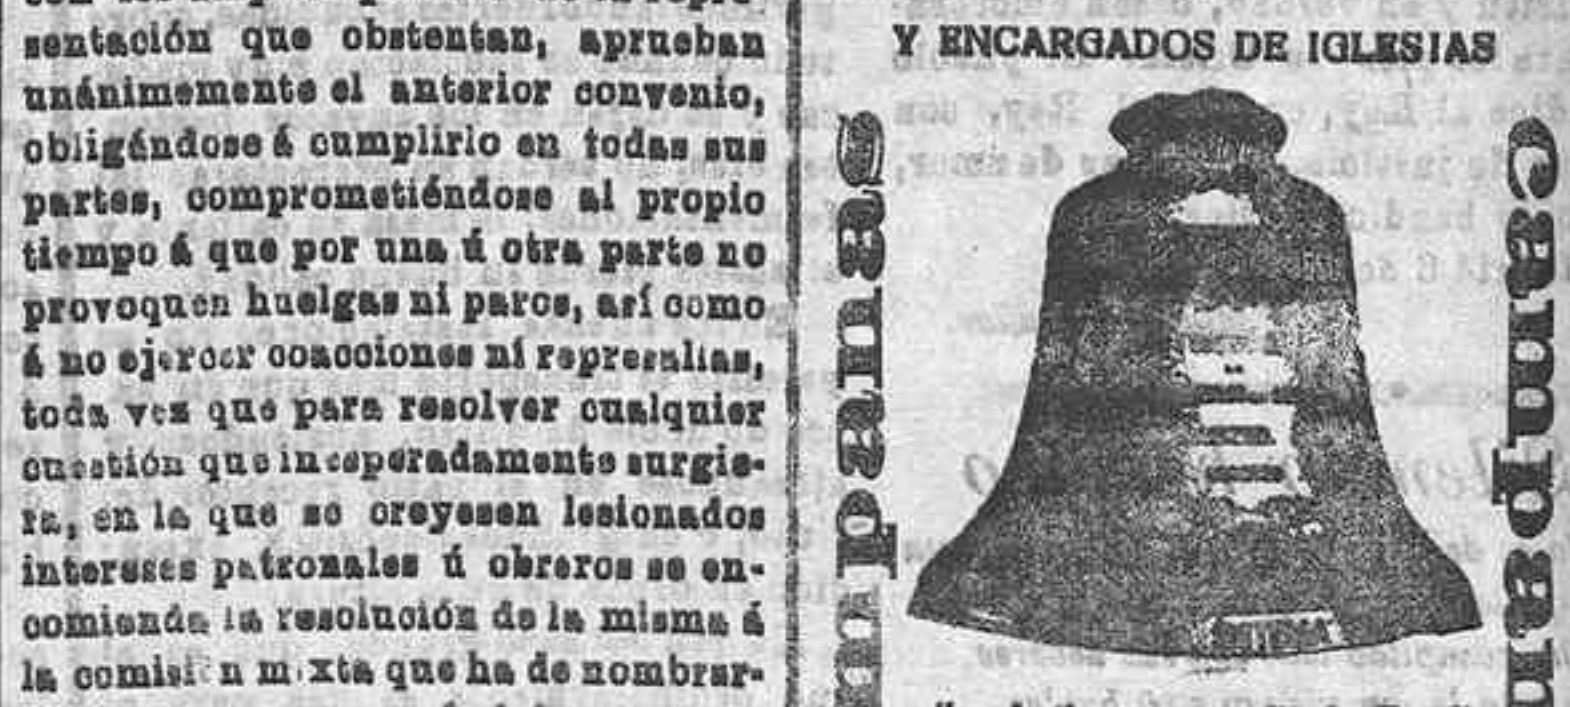 sentación que obstentan, aprueban
unánimemente el anterior convenio,
obligándose á cumplirlo en todas sus
partes, comprometiéndose al propio
tiempo á que por una ú otra parte no
provoquen huelgas ni paros, así como
á no ejercer coacciones ni represalias,
toda vez que para resolver cualquier
cuestión que inesperadamente surgie-
ra, en la que se creyesen lesionados
intereses patronales ú obreros se en-
comienda la resolución de la misma á
la comisión mixta que ha de nombrar-
Y ENCARGADOS DE IGLESIAS
mpanas
Campan